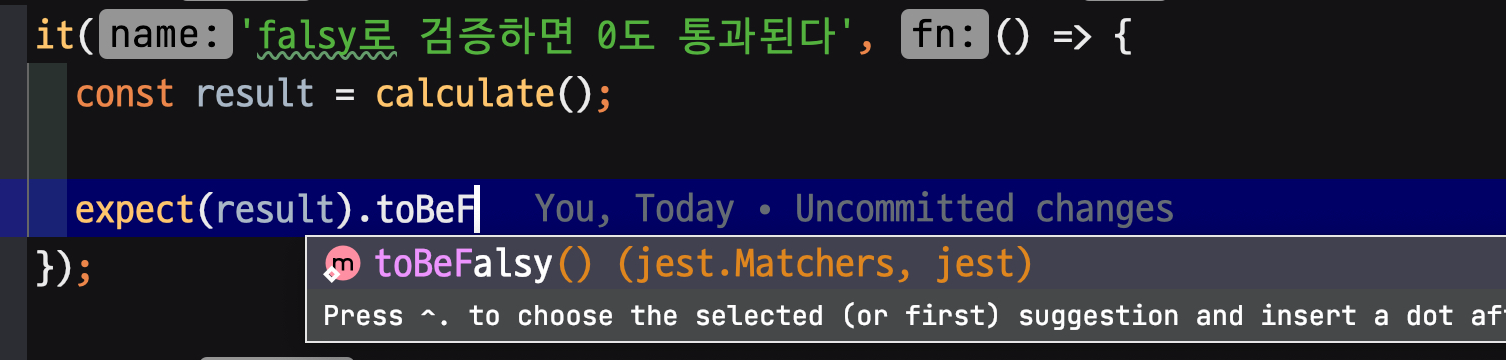 it( name: 'falsy로 검증하면 0도 통과된다', fn: () => {
const result = calculate();
expect(result).toBeF You, Today • Uncommitted changes
m toBeFalsy() (jest.Matchers, jest)
});
Press ^. to choose the selected (or first) suggestion and insert a dot aft